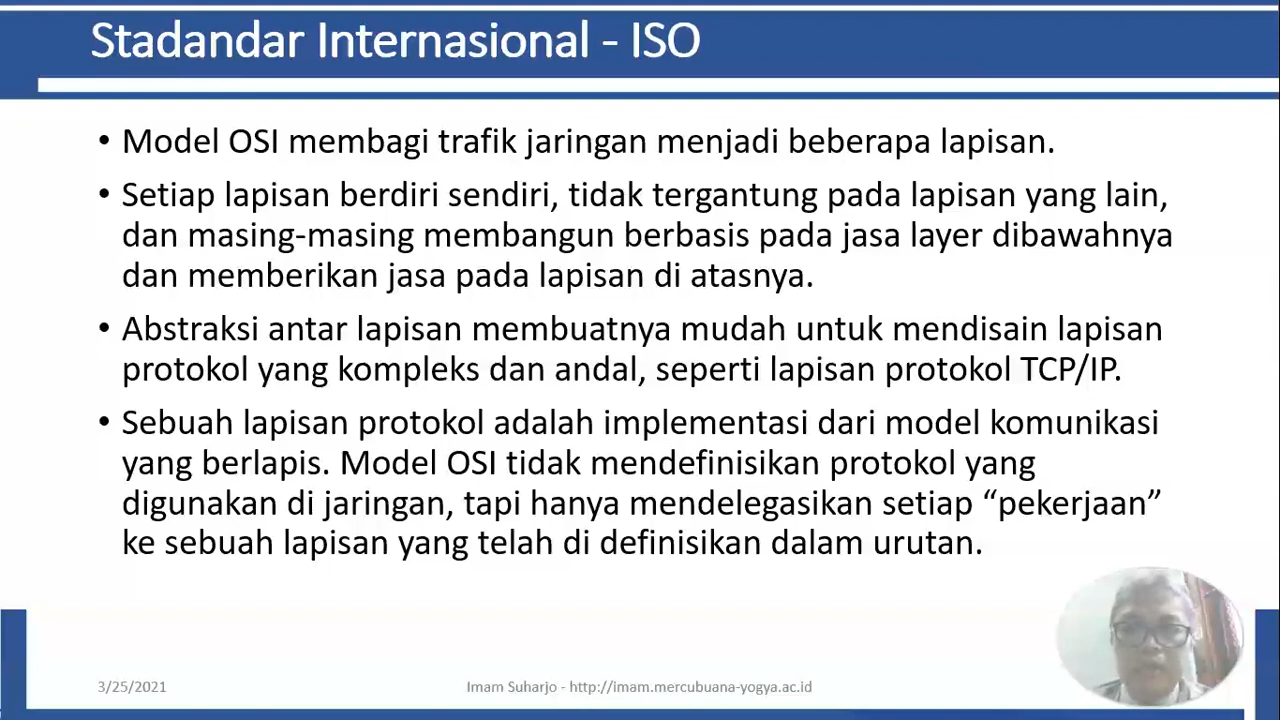 Stadandar Internasional - ISO
• Model OSI membagi trafik jaringan menjadi beberapa lapisan.
• Setiap lapisan berdiri sendiri, tidak tergantung pada lapisan yang lain,
dan masing-masing membangun berbasis pada jasa layer dibawahnya
dan memberikan jasa pada lapisan di atasnya.
• Abstraksi antar lapisan membuatnya mudah untuk mendisain lapisan
protokol yang kompleks dan andal, seperti lapisan protokol TCP/IP.
• Sebuah lapisan protokol adalah implementasi dari model komunikasi
yang berlapis. Model OSI tidak mendefinisikan protokol yang
digunakan di jaringan, tapi hanya mendelegasikan setiap “pekerjaan”
ke sebuah lapisan yang telah di definisikan dalam urutan.
3/25/2021
Imam Suharjo - http://imam.mercubuana-yogya.ac.id